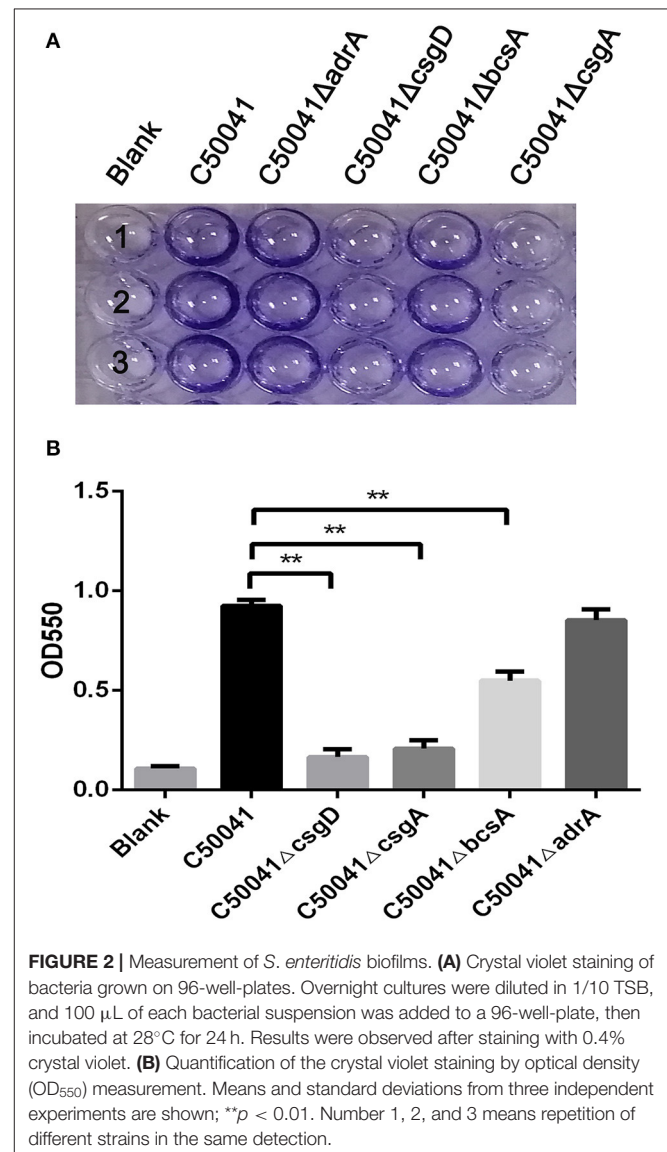 A
Blank
C50041
C50041ΔadrA
C50041ΔcsgD
C50041ΔbcsA
C50041ΔcsgA
1
2
3
B
1.5
1.0
0.5
0.0
OD550
**
**
**
Blank
C50041
C50041△csgD
C50041△csgA
C50041△bcsA
C50041△adrA
FIGURE 2 | Measurement of S. enteritidis biofilms. (A) Crystal violet staining of
bacteria grown on 96-well-plates. Overnight cultures were diluted in 1/10 TSB,
and 100 μL of each bacterial suspension was added to a 96-well-plate, then
incubated at 28°C for 24 h. Results were observed after staining with 0.4%
crystal violet. (B) Quantification of the crystal violet staining by optical density
(OD550) measurement. Means and standard deviations from three independent
experiments are shown; **p < 0.01. Number 1, 2, and 3 means repetition of
different strains in the same detection.